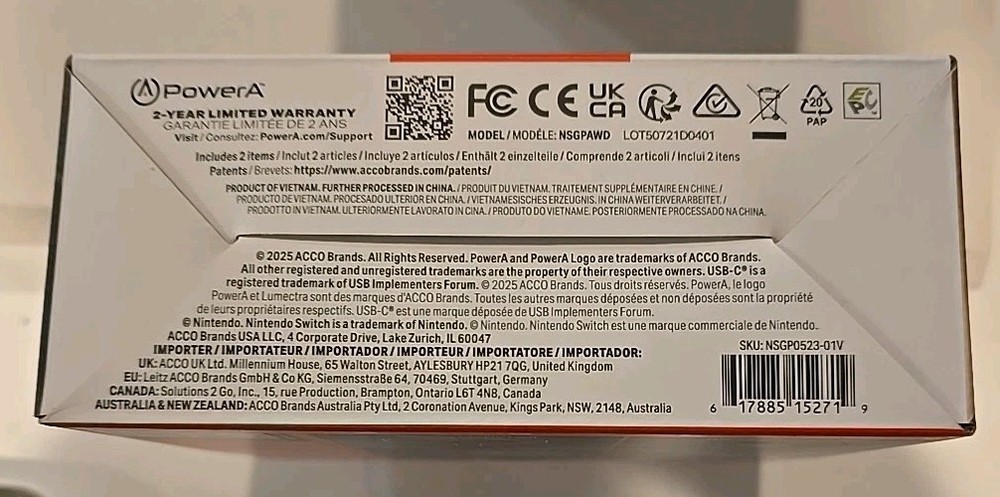 PowerA™
2-YEAR LIMITED WARRANTY
GARANTIE LIMITÉE DE 2 ANS
Visit / Consultez: PowerA.com/Support
FC CE UK CA
20
PAP
MODEL / MODÈLE: NSGPAWD LOT50721D0401
Includes 2 items / Inclut 2 articles / Incluye 2 artículos / Enthält 2 einzelteile / Comprende 2 articoli / Inclui 2 itens
Patents / Brevets: https://www.accobrands.com/patents/
PRODUCT OF VIETNAM. FURTHER PROCESSED IN CHINA. / PRODUIT DU VIETNAM. TRAITEMENT SUPPLÉMENTAIRE EN CHINE. /
PRODUCTO DE VIETNAM. PROCESADO ULTERIOR EN CHINA. / VIETNAMESISCHES ERZEUGNIS. IN CHINA WEITERVERARBEITET. /
PRODOTTO IN VIETNAM. ULTERIORMENTE LAVORATO IN CINA. / PRODUTO DO VIETNAME. POSTERIORMENTE PROCESSADO NA CHINA.
© 2025 ACCO Brands. All Rights Reserved. PowerA and PowerA Logo are trademarks of ACCO Brands.
All other registered and unregistered trademarks are the property of their respective owners. USB-C® is a
registered trademark of USB Implementers Forum. © 2025 ACCO Brands. Tous droits réservés. PowerA, le logo
PowerA et Lumectra sont des marques d'ACCO Brands. Toutes les autres marques déposées et non déposées sont la propriété
de leurs propriétaires respectifs. USB-C® est une marque déposée de USB Implementers Forum.
© Nintendo. Nintendo Switch is a trademark of Nintendo. © Nintendo. Nintendo Switch est une marque commerciale de Nintendo.
ACCO Brands USA LLC, 4 Corporate Drive, Lake Zurich, IL 60047
IMPORTER / IMPORTATEUR / IMPORTADOR / IMPORTEUR / IMPORTATORE / IMPORTADOR:
UK: ACCO UK Ltd. Millennium House, 65 Walton Street, AYLESBURY HP21 7QG, United Kingdom
EU: Leitz ACCO Brands GmbH & Co KG, Siemensstraße 64, 70469, Stuttgart, Germany
CANADA: Solutions 2 Go, Inc., 15, rue Production, Brampton, Ontario L6T 4N8, Canada
AUSTRALIA & NEW ZEALAND: ACCO Brands Australia Pty Ltd, 2 Coronation Avenue, Kings Park, NSW, 2148, Australia
SKU: NSGP0523-01V
6 17885 15271 9